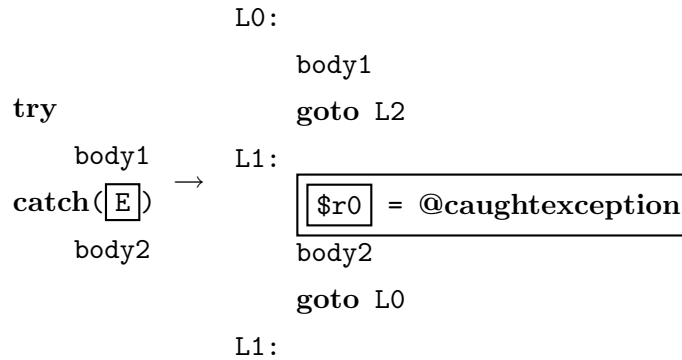 try
body1
catch(E)
body2
→
L0:
body1
goto L2
L1:
$r0 = @caughtexception
body2
goto L0
L1: